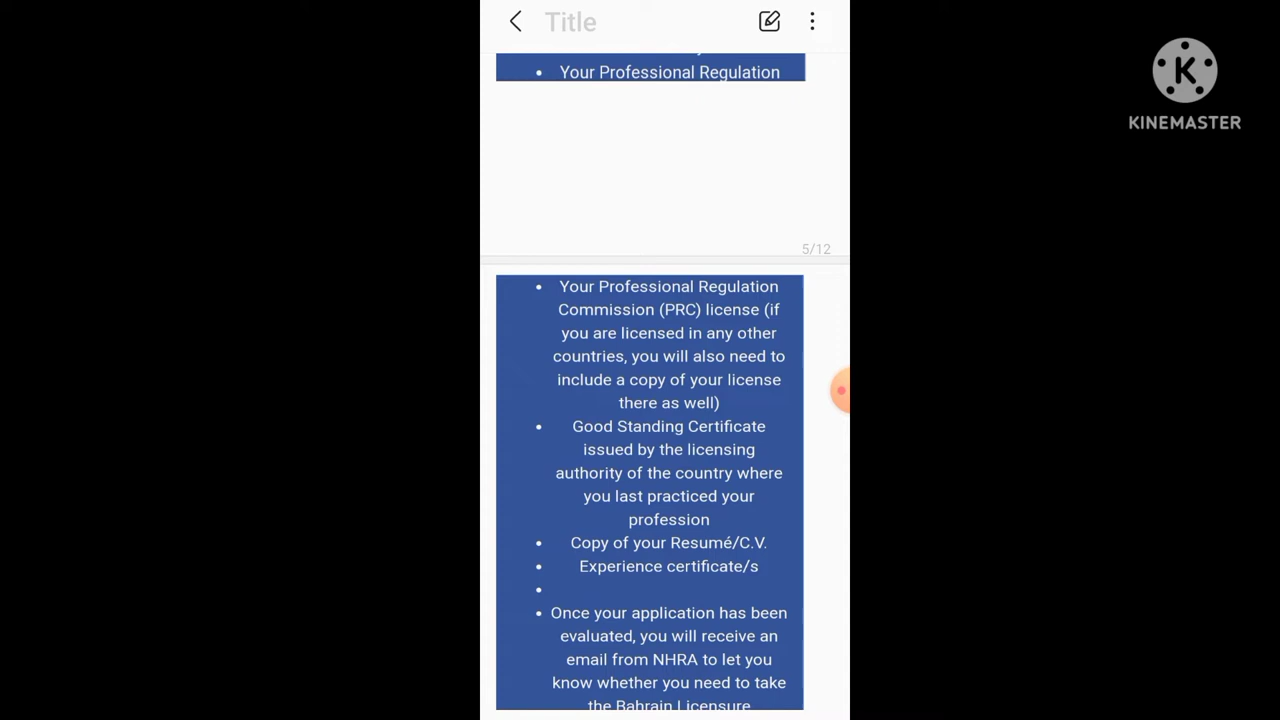 Title
KINEMASTER
• Your Professional Regulation
5/12
• Your Professional Regulation
Commission (PRC) license (if
you are licensed in any other
countries, you will also need to
include a copy of your license
there as well)
• Good Standing Certificate
issued by the licensing
authority of the country where
you last practiced your
profession
• Copy of your Resumé/C.V.
• Experience certificate/s
•
• Once your application has been
evaluated, you will receive an
email from NHRA to let you
know whether you need to take
the Bahrain Licensure